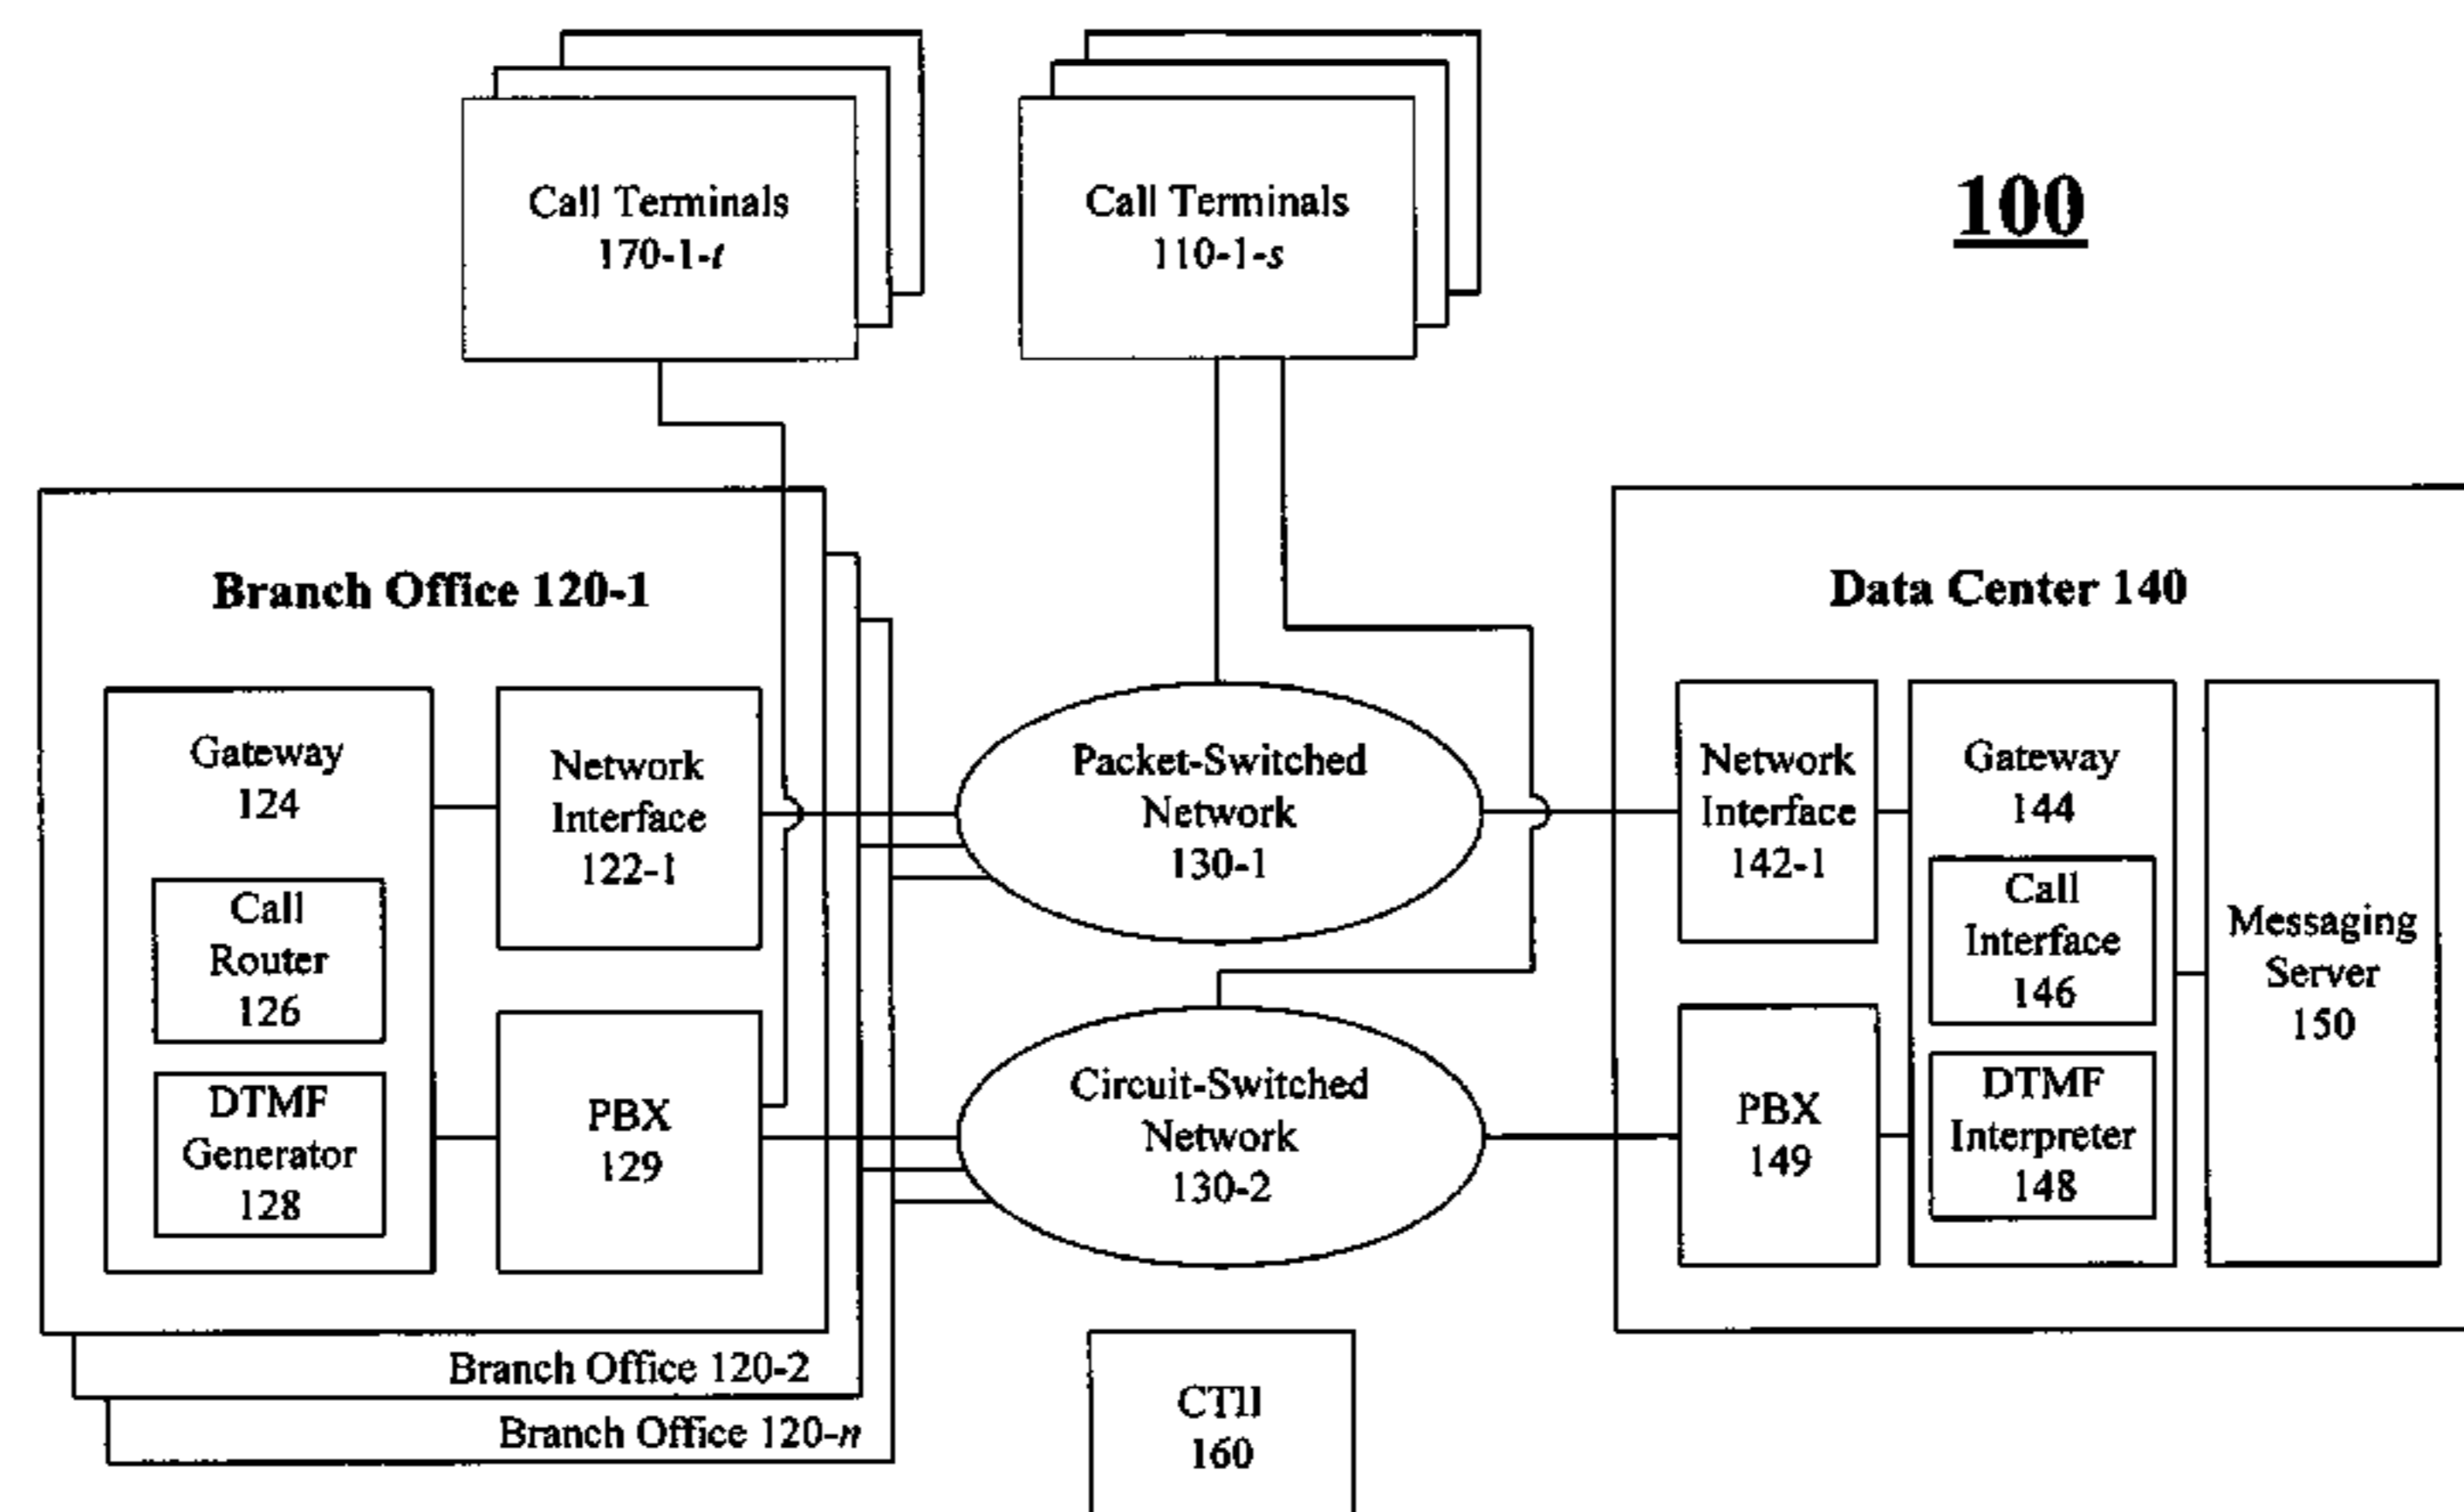 Call Terminals
170-1-t
Call Terminals
110-1-s
100
Branch Office 120-1
Gateway
124
Call
Router
126
DTMF
Generator
128
Network
Interface
122-1
PBX
129
Branch Office 120-2
Branch Office 120-n
Packet-Switched
Network
130-1
Circuit-Switched
Network
130-2
CTII
160
Data Center 140
Network
Interface
142-1
PBX
149
Gateway
144
Call
Interface
146
DTMF
Interpreter
148
Messaging
Server
150